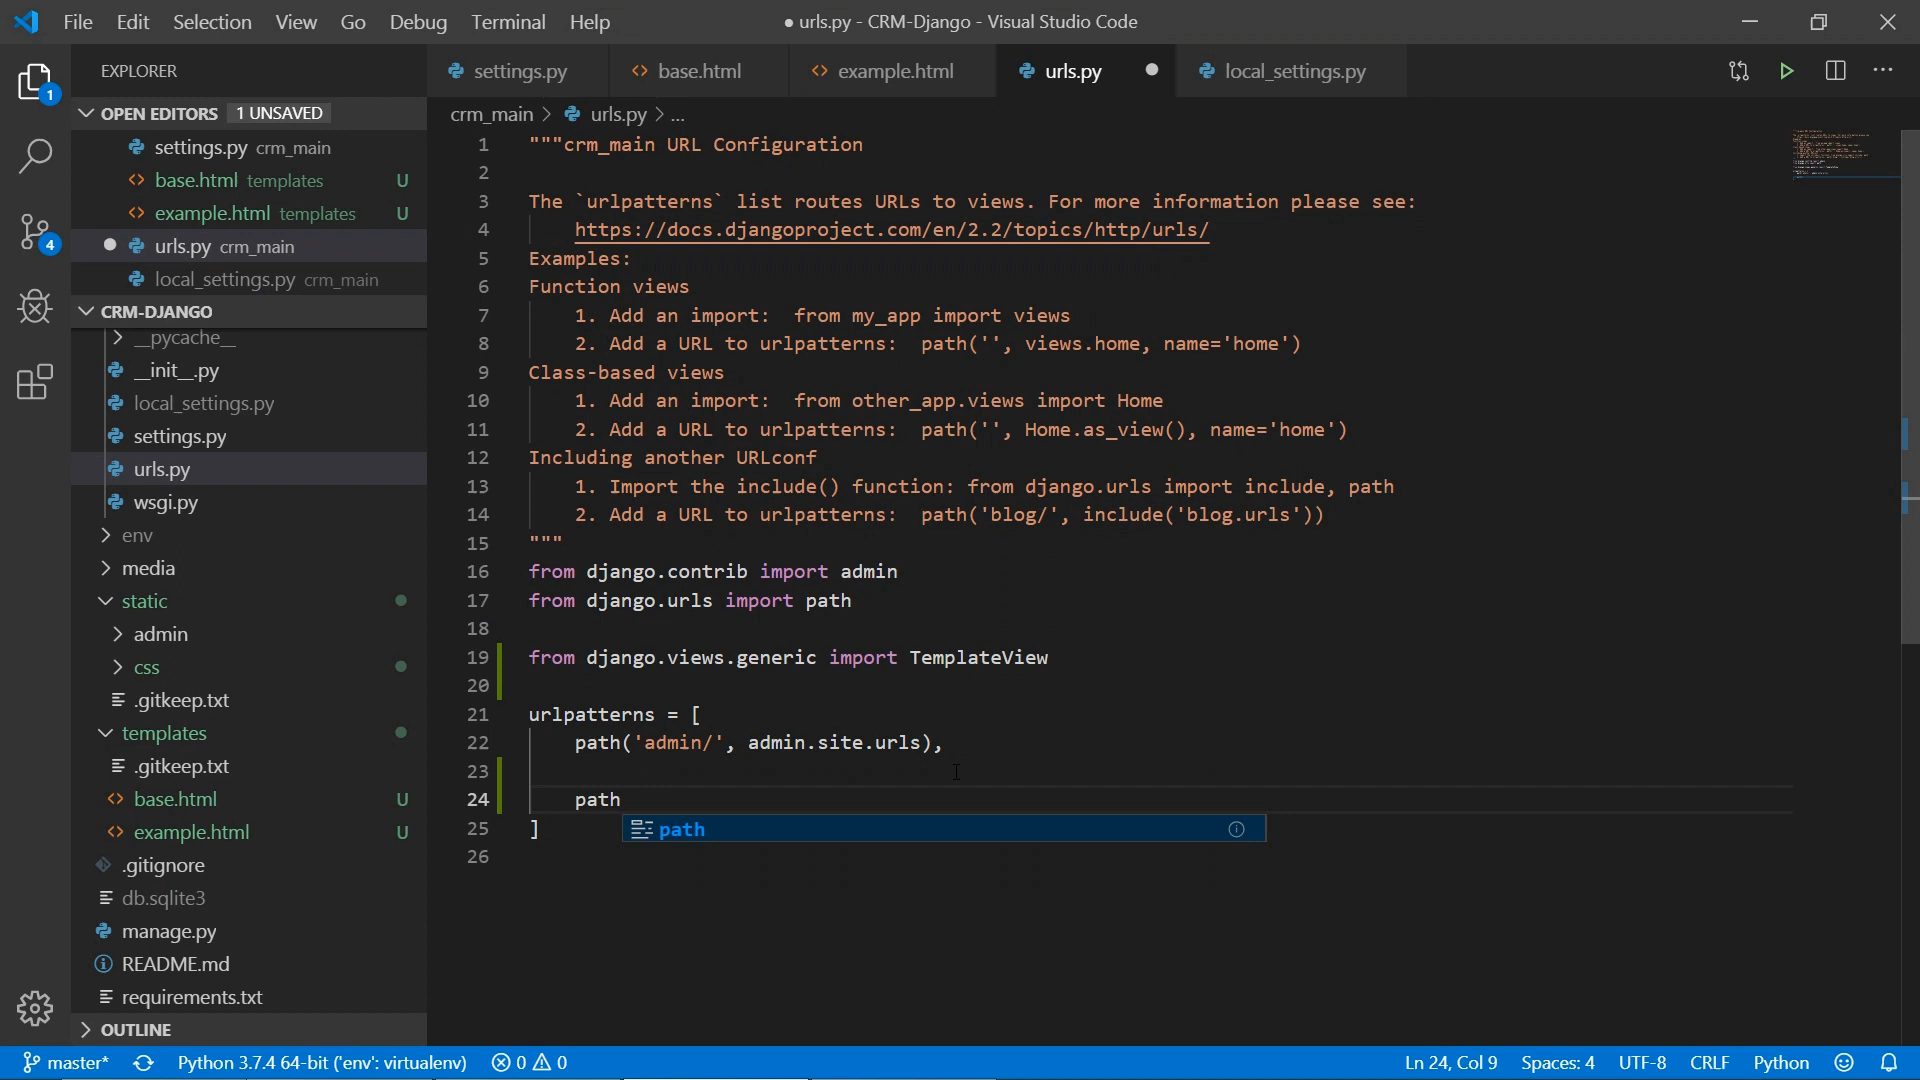 File Edit Selection View Go Debug Terminal Help
● urls.py - CRM-Django - Visual Studio Code
EXPLORER
settings.py
base.html
example.html
urls.py
local_settings.py
OPEN EDITORS 1 UNSAVED
settings.py crm_main
base.html templates U
example.html templates U
urls.py crm_main
local_settings.py crm_main
CRM-DJANGO
__pycache__
__init__.py
local_settings.py
settings.py
urls.py
wsgi.py
env
media
static
admin
css
.gitkeep.txt
templates
.gitkeep.txt
base.html U
example.html U
.gitignore
db.sqlite3
manage.py
README.md
requirements.txt
OUTLINE
1
4
crm_main > urls.py > ...
1 """crm_main URL Configuration
2
3 The `urlpatterns` list routes URLs to views. For more information please see:
4 https://docs.djangoproject.com/en/2.2/topics/http/urls/
5 Examples:
6 Function views
7 1. Add an import:  from my_app import views
8 2. Add a URL to urlpatterns:  path('', views.home, name='home')
9 Class-based views
10 1. Add an import:  from other_app.views import Home
11 2. Add a URL to urlpatterns:  path('', Home.as_view(), name='home')
12 Including another URLconf
13 1. Import the include() function: from django.urls import include, path
14 2. Add a URL to urlpatterns:  path('blog/', include('blog.urls'))
15 """
16 from django.contrib import admin
17 from django.urls import path
18
19 from django.views.generic import TemplateView
20
21 urlpatterns = [
22 path('admin/', admin.site.urls),
23
24 path
25 ]
path
26
master* Python 3.7.4 64-bit ('env': virtualenv) 0 0 Ln 24, Col 9 Spaces: 4 UTF-8 CRLF Python